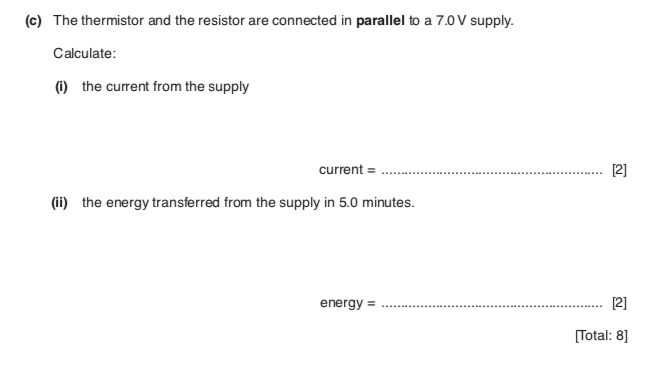 (c) The thermistor and the resistor are connected in parallel to a 7.0 V supply.
Calculate:
(i) the current from the supply
current = ........................................................ [2]
(ii) the energy transferred from the supply in 5.0 minutes.
energy = ........................................................ [2]
[Total: 8]